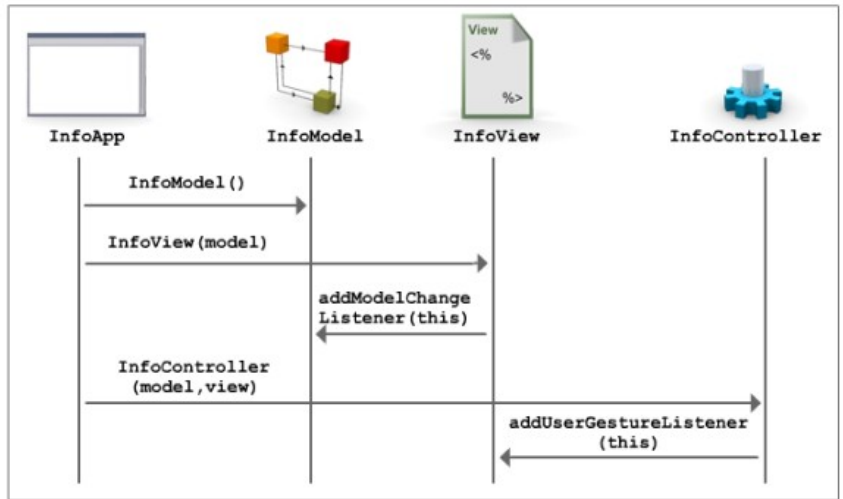 View
<%
%>
InfoApp
InfoModel
InfoView
InfoController
InfoModel()
InfoView(model)
addModelChange
Listener(this)
InfoController
(model,view)
addUserGestureListener
(this)